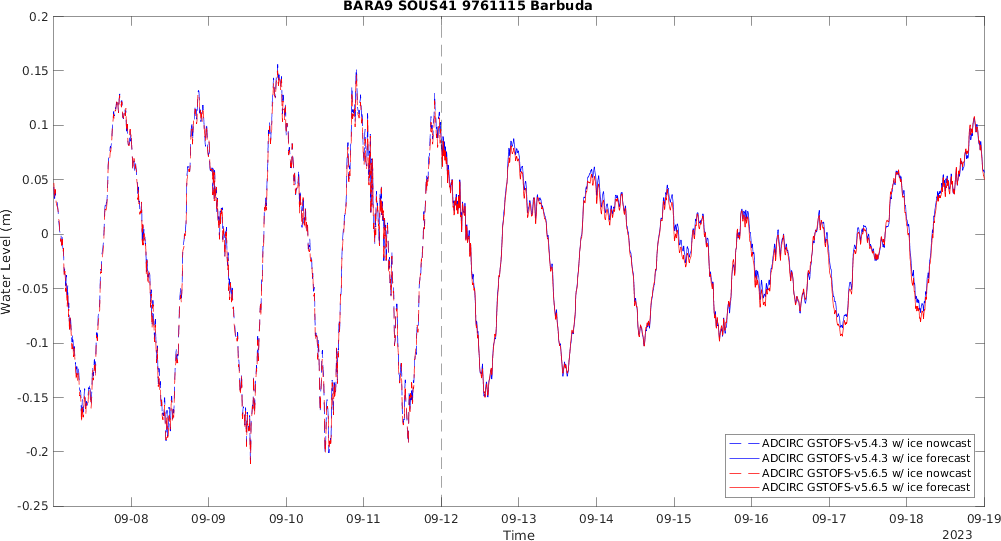 BARA9 SOUS41 9761115 Barbuda
0.2
0.15
0.1
0.05
0
-0.05
-0.1
-0.15
-0.2
-0.25
Water Level (m)
ADCIRC GSTOFS-v5.4.3 w/ ice nowcast
ADCIRC GSTOFS-v5.4.3 w/ ice forecast
ADCIRC GSTOFS-v5.6.5 w/ ice nowcast
ADCIRC GSTOFS-v5.6.5 w/ ice forecast
09-08 09-09 09-10 09-11 09-12 09-13 09-14 09-15 09-16 09-17 09-18 09-19
Time
2023